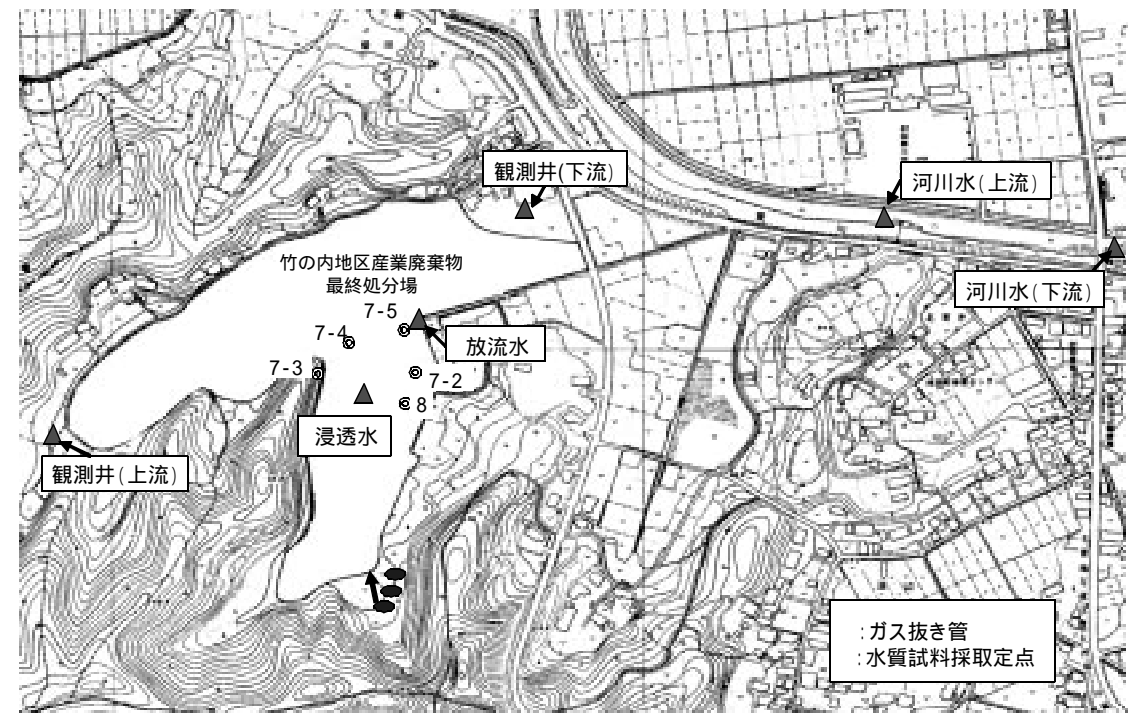 観測井(下流)
河川水(上流)
竹の内地区産業廃棄物
最終処分場
河川水(下流)
7-5
7-4
放流水
7-3
7-2
8
浸透水
観測井(上流)
:ガス抜き管
:水質試料採取定点